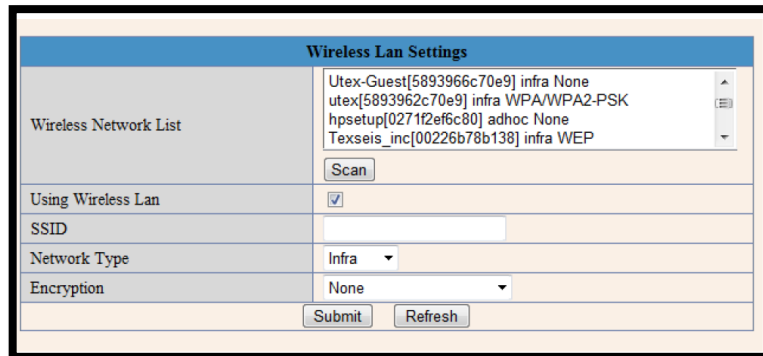 Wireless Lan Settings
Wireless Network List
Utex-Guest[5893966c70e9] infra None
utex[5893962c70e9] infra WPA/WPA2-PSK
hpsetup[0271f2ef6c80] adhoc None
Texseis_inc[00226b78b138] infra WEP
Scan
Using Wireless Lan
SSID
Network Type Infra
Encryption None
Submit Refresh